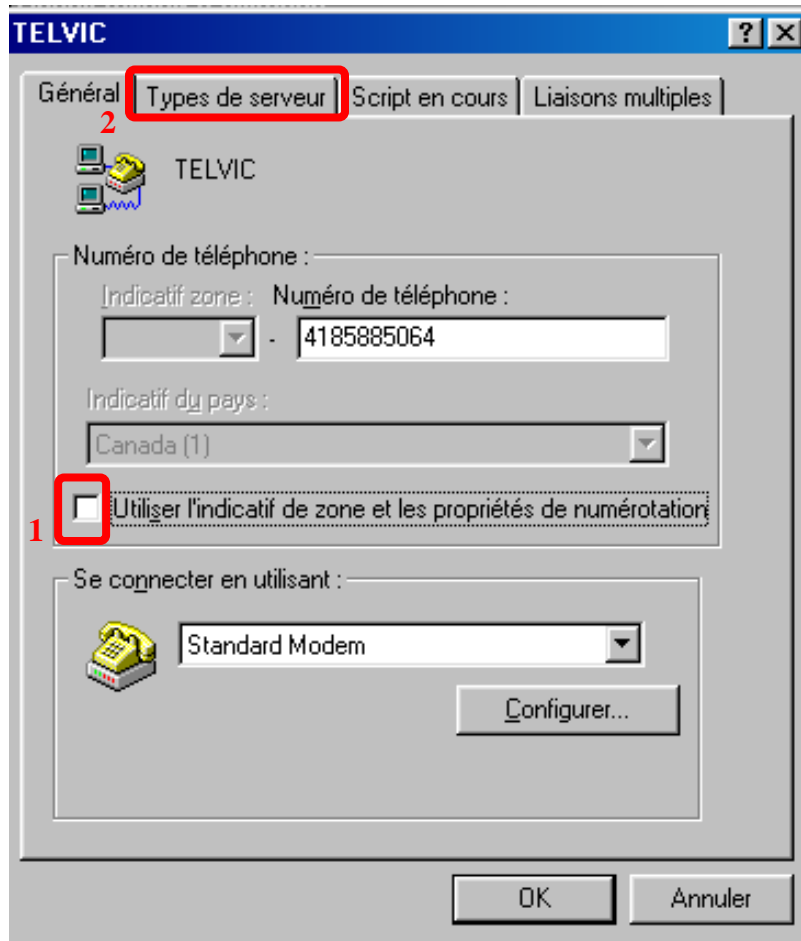 TELVIC
Général Types de serveur Script en cours Liaisons multiples
2
TELVIC
Numéro de téléphone :
Indicatif zone : Numéro de téléphone :
- 4185885064
Indicatif du pays :
Canada (1)
1 Utiliser l'indicatif de zone et les propriétés de numérotation
Se connecter en utilisant :
Standard Modem
Configurer...
OK Annuler